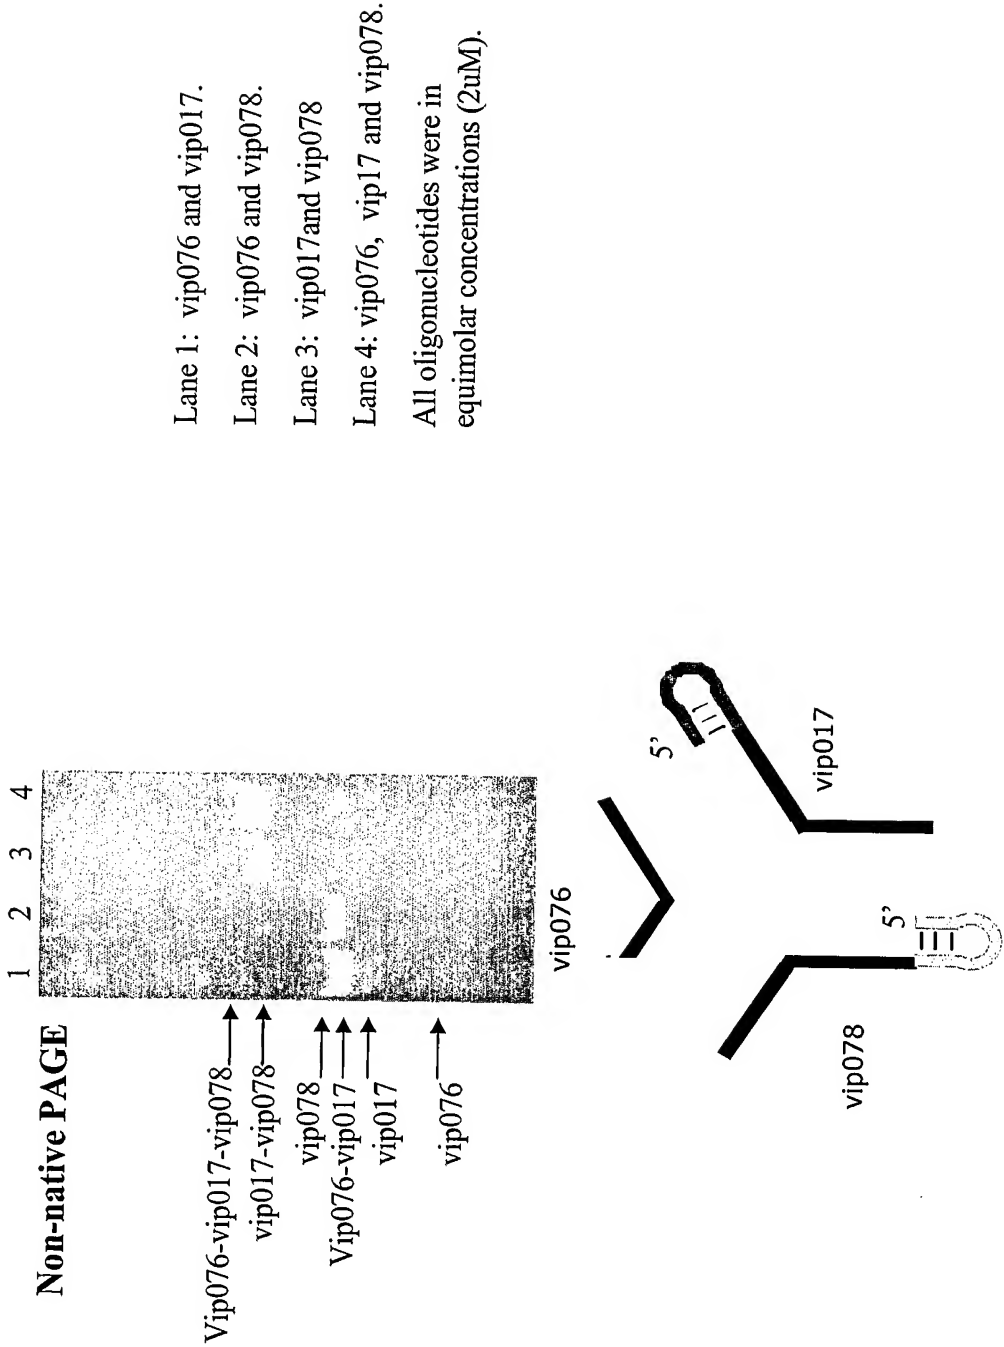 Non-native PAGE
1 2 3 4
Vip076-vip017-vip078
vip017-vip078
vip078
Vip076-vip017
vip017
vip076
Lane 1: vip076 and vip017.
Lane 2: vip076 and vip078.
Lane 3: vip017and vip078
Lane 4: vip076, vip17 and vip078.
All oligonucleotides were in
equimolar concentrations (2uM).
vip076
5’
vip017
5’
vip078